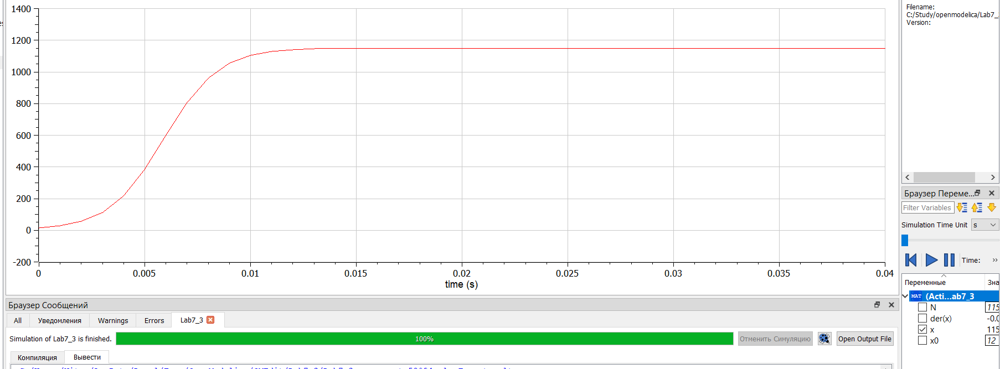 1400
1200
1000
800
600
400
200
0
-200
0 0.005 0.01 0.015 0.02 0.025 0.03 0.035 0.04
time (s)
Filename:
C:/Study/openmodelica/Lab7_
Version:
Браузер Переме...
Filter Variables
Simulation Time Unit s
Time: »
Переменные Зна
MAT (Acti...ab7_3
N 115
der(x) -0.0
x 115
x0 12
Браузер Сообщений
All Уведомления Warnings Errors Lab7_3
Simulation of Lab7_3 is finished. 100% Отменить Симуляцию Open Output File
Компиляция Вывести